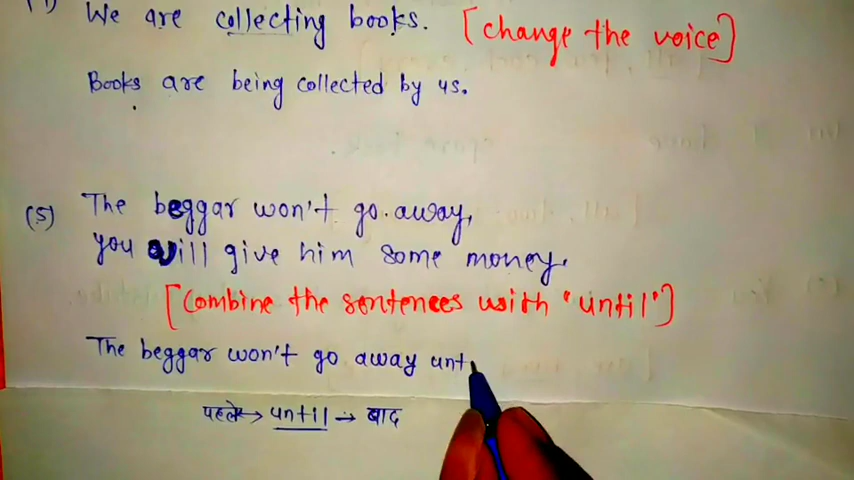 We are collecting books. [change the voice]
Books are being collected by us.
(5) The beggar won't go away,
you will give him some money.
[Combine the sentences with "until"]
The beggar won't go away unt
पहले → until → बाद